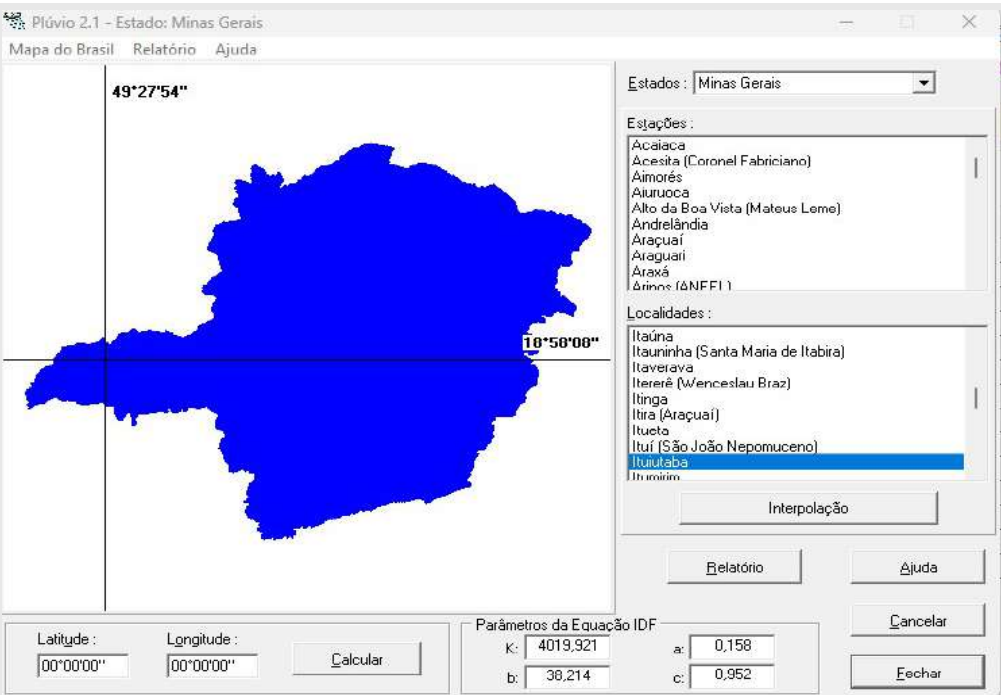 Plúvio 2.1 - Estado: Minas Gerais
Mapa do Brasil Relatório Ajuda
49°27'54"
18°58'08"
Estados : Minas Gerais
Estações :
Acaiaca
Acesita (Coronel Fabriciano)
Aimorés
Aiuruoca
Alto da Boa Vista (Mateus Leme)
Andrelândia
Araçuaí
Araguari
Araxá
Arinos (ANEEL)
Localidades :
Itaúna
Itauninha (Santa Maria de Itabira)
Itaverava
Itererê (Wenceslau Braz)
Itinga
Itira (Araçuaí)
Itueta
Ituí (São João Nepomuceno)
Ituiutaba
Itumirim
Interpolação
Relatório
Ajuda
Cancelar
Fechar
Latitude : Longitude :
00°00'00'' 00°00'00''
Calcular
Parâmetros da Equação IDF
K: 4019,921 a: 0,158
b: 38,214 c: 0,952